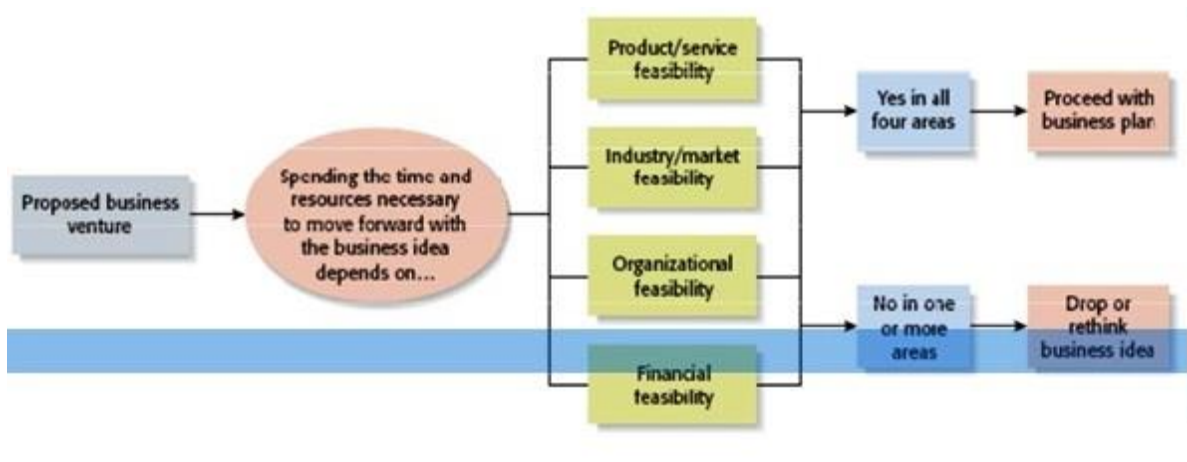 Proposed business
venture
Spending the time and
resources necessary
to move forward with
the business idea
depends on...
Product/service
feasibility
Industry/market
feasibility
Organizational
feasibility
Financial
feasibility
Yes in all
four areas
Proceed with
business plan
No in one
or more
areas
Drop or
rethink
business idea